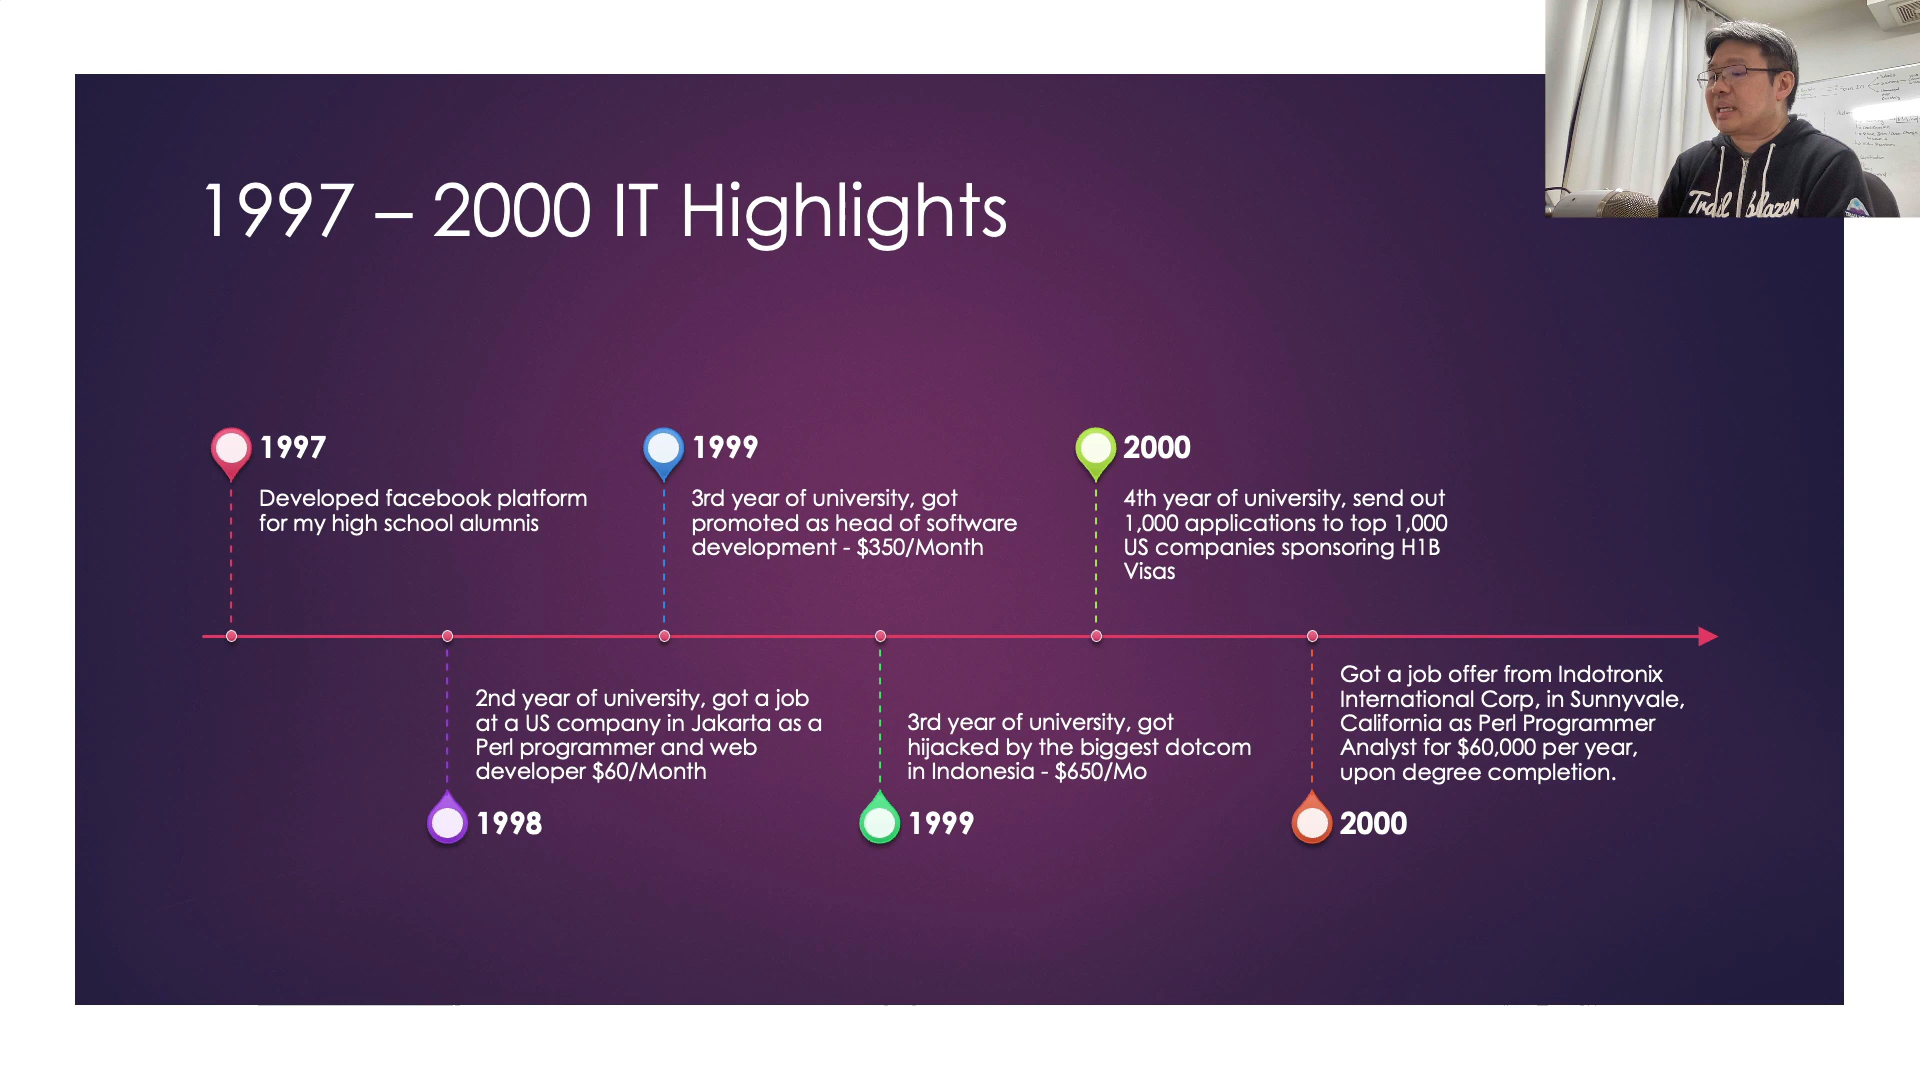 1997 – 2000 IT Highlights
1997
Developed facebook platform
for my high school alumnis
2nd year of university, got a job
at a US company in Jakarta as a
Perl programmer and web
developer $60/Month
1998
1999
3rd year of university, got
promoted as head of software
development - $350/Month
3rd year of university, got
hijacked by the biggest dotcom
in Indonesia - $650/Mo
1999
2000
4th year of university, send out
1,000 applications to top 1,000
US companies sponsoring H1B
Visas
Got a job offer from Indotronix
International Corp, in Sunnyvale,
California as Perl Programmer
Analyst for $60,000 per year,
upon degree completion.
2000
Trail blazer